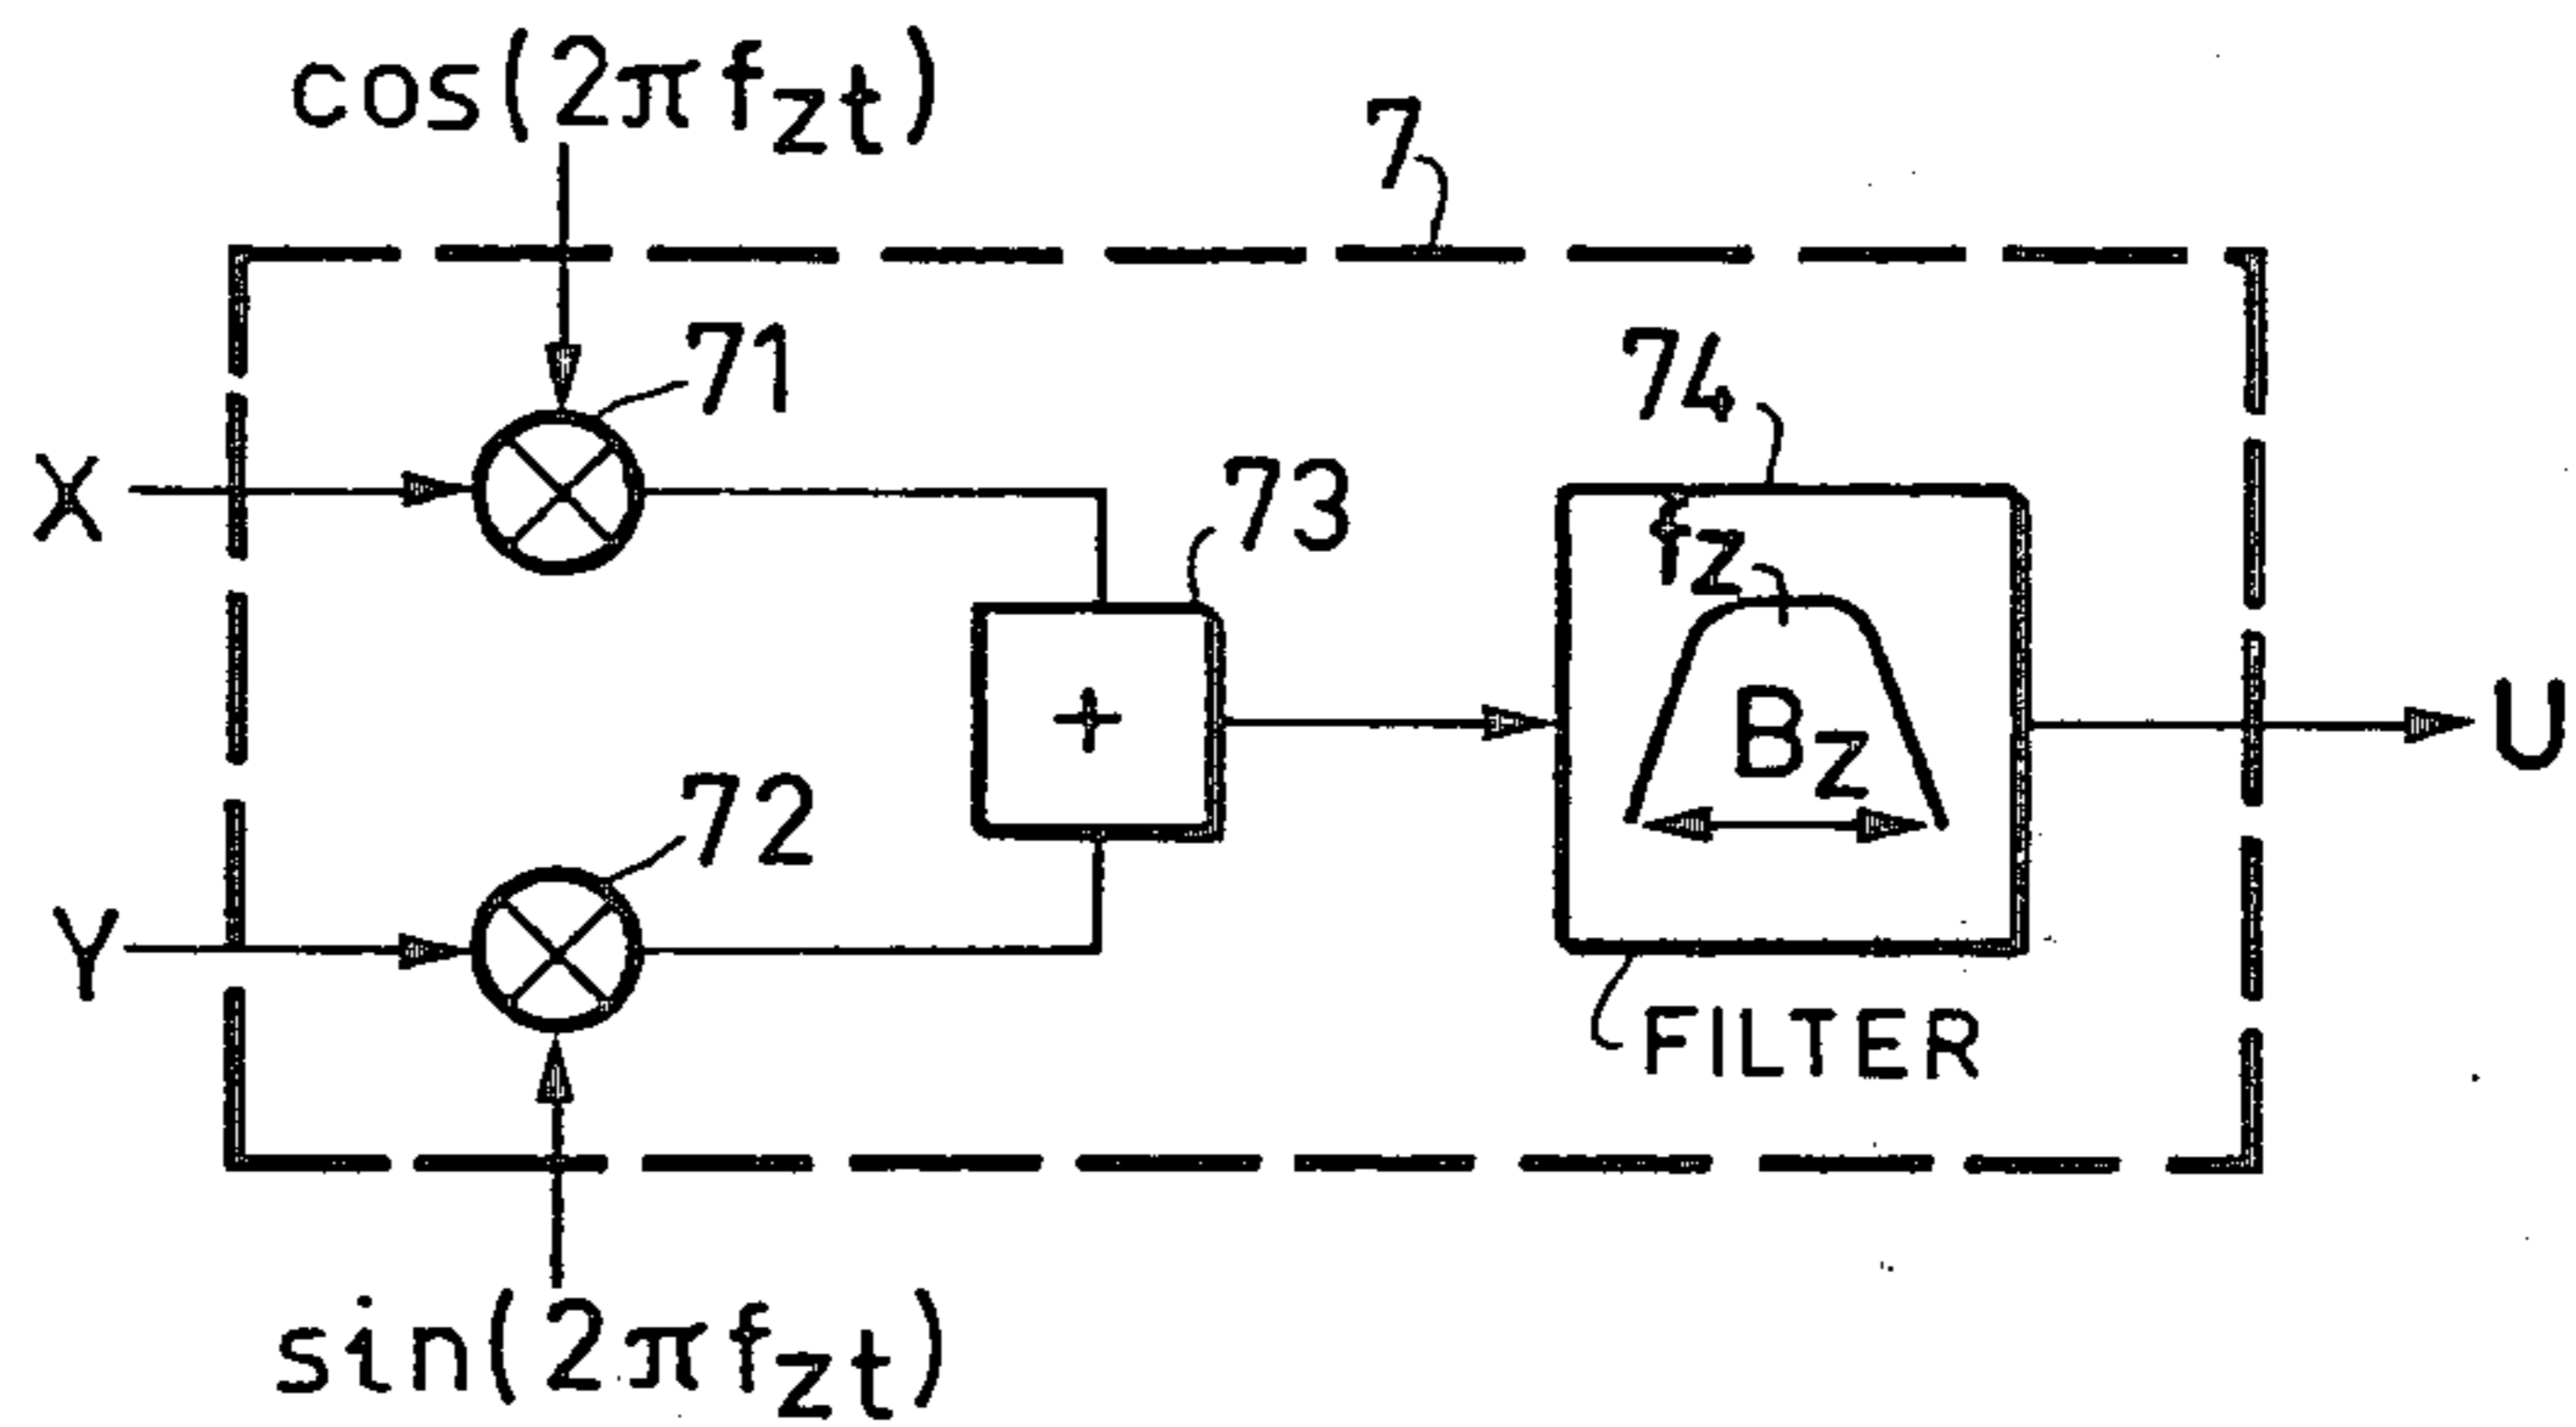 cos(2πfzt)
7
71
74
X
73
fz
+
Bz
U
72
Y
FILTER
sin(2πfzt)